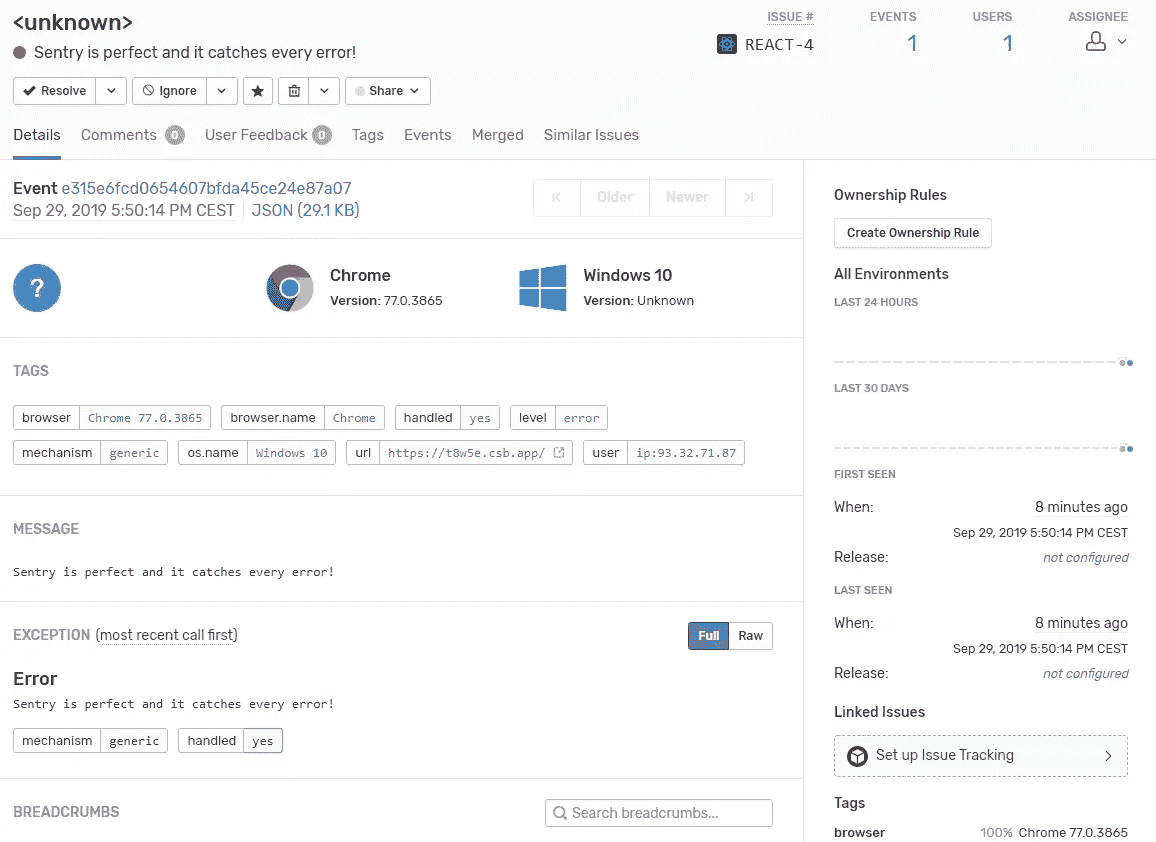 <unknown>
Sentry is perfect and it catches every error!
ISSUE # EVENTS USERS ASSIGNEE
REACT-4 1 1
Resolve Ignore Share
Details Comments 0 User Feedback 0 Tags Events Merged Similar Issues
Event e315e6fcd0654607bfda45ce24e87a07
Sep 29, 2019 5:50:14 PM CEST JSON (29.1 KB)
Older Newer
?
Chrome
Version: 77.0.3865
Windows 10
Version: Unknown
TAGS
browser Chrome 77.0.3865 browser.name Chrome handled yes level error
mechanism generic os.name Windows 10 url https://t8w5e.csb.app/ user ip:93.32.71.87
MESSAGE
Sentry is perfect and it catches every error!
EXCEPTION (most recent call first)
Full Raw
Error
Sentry is perfect and it catches every error!
mechanism generic handled yes
BREADCRUMBS
Search breadcrumbs...
Ownership Rules
Create Ownership Rule
All Environments
LAST 24 HOURS
LAST 30 DAYS
FIRST SEEN
When: 8 minutes ago
Sep 29, 2019 5:50:14 PM CEST
Release: not configured
LAST SEEN
When: 8 minutes ago
Sep 29, 2019 5:50:14 PM CEST
Release: not configured
Linked Issues
Set up Issue Tracking
Tags
browser 100% Chrome 77.0.3865